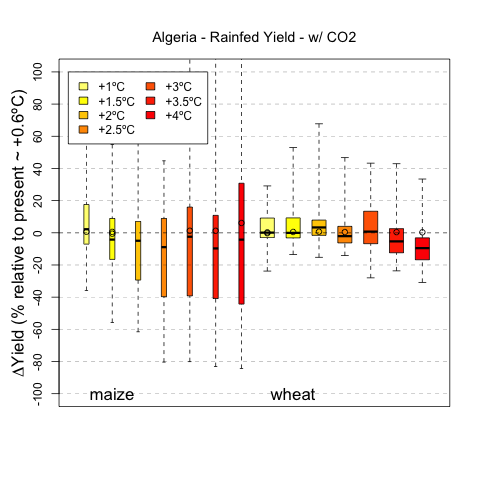 Algeria - Rainfed Yield - w/ CO2
ΔYield (% relative to present ~ +0.6ºC)
100
80
60
40
20
0
-20
-40
-60
-80
-100
+1ºC
+1.5ºC
+2ºC
+2.5ºC
+3ºC
+3.5ºC
+4ºC
maize
wheat